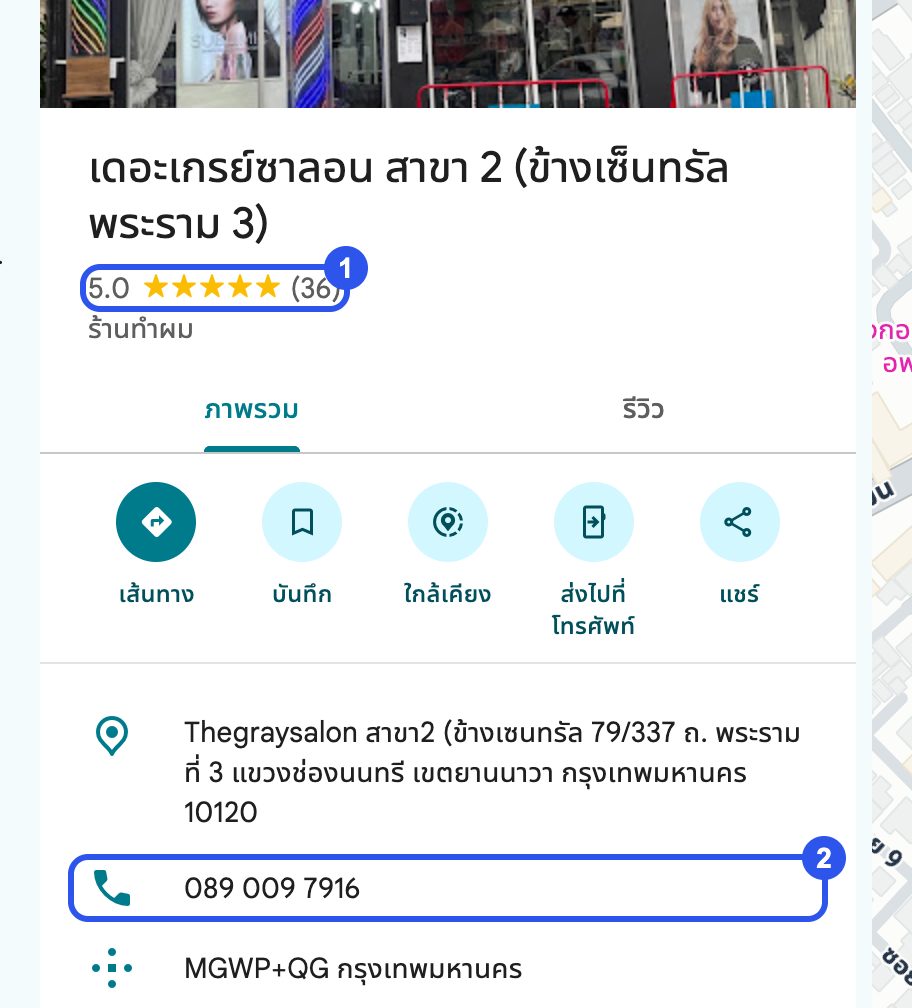 เดอะเกรย์ซาลอน สาขา 2 (ข้างเซ็นทรัล
พระราม 3)
1
5.0 ★★★★★ (36)
ร้านทำผม
ภาพรวม
รีวิว
เส้นทาง
บันทึก
ใกล้เคียง
ส่งไปที่
โทรศัพท์
แชร์
Thegraysalon สาขา2 (ข้างเซนทรัล 79/337 ถ. พระราม
ที่ 3 แขวงช่องนนทรี เขตยานนาวา กรุงเทพมหานคร
10120
2
089 009 7916
MGWP+QG กรุงเทพมหานคร